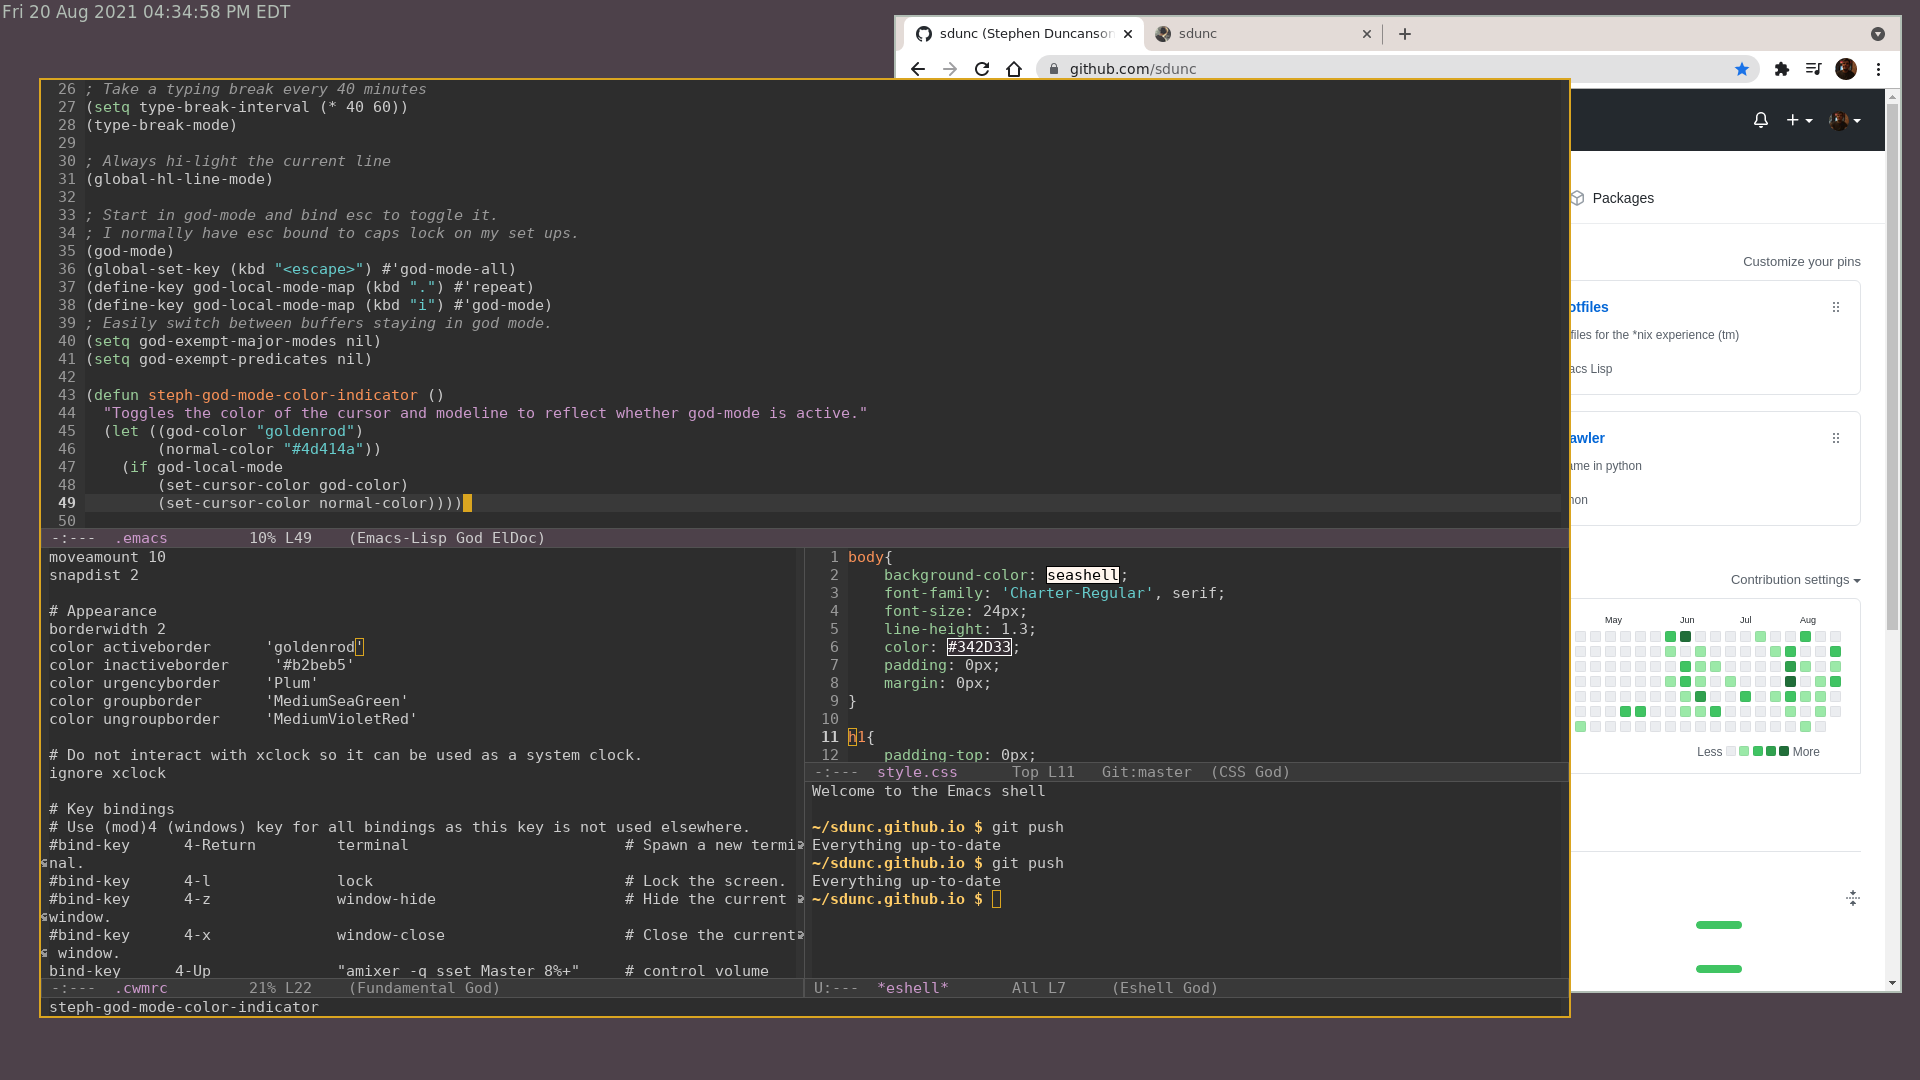 Fri 20 Aug 2021 04:34:58 PM EDT
sdunc (Stephen Duncanson
sdunc
github.com/sdunc
26 ; Take a typing break every 40 minutes
27 (setq type-break-interval (* 40 60))
28 (type-break-mode)
29
30 ; Always hi-light the current line
31 (global-hl-line-mode)
32
33 ; Start in god-mode and bind esc to toggle it.
34 ; I normally have esc bound to caps lock on my set ups.
35 (god-mode)
36 (global-set-key (kbd "<escape>") #'god-mode-all)
37 (define-key god-local-mode-map (kbd ".") #'repeat)
38 (define-key god-local-mode-map (kbd "i") #'god-mode)
39 ; Easily switch between buffers staying in god mode.
40 (setq god-exempt-major-modes nil)
41 (setq god-exempt-predicates nil)
42
43 (defun steph-god-mode-color-indicator ()
44   "Toggles the color of the cursor and modeline to reflect whether god-mode is active."
45   (let ((god-color "goldenrod")
46         (normal-color "#4d414a"))
47     (if god-local-mode
48         (set-cursor-color god-color)
49         (set-cursor-color normal-color))))
50
-:---  .emacs         10% L49    (Emacs-Lisp God ElDoc)
moveamount 10
snapdist 2

# Appearance
borderwidth 2
color activeborder      'goldenrod'
color inactiveborder     '#b2beb5'
color urgencyborder     'Plum'
color groupborder       'MediumSeaGreen'
color ungroupborder     'MediumVioletRed'

# Do not interact with xclock so it can be used as a system clock.
ignore xclock

# Key bindings
# Use (mod)4 (windows) key for all bindings as this key is not used elsewhere.
#bind-key      4-Return         terminal                        # Spawn a new termi
nal.
#bind-key      4-l              lock                            # Lock the screen.
#bind-key      4-z              window-hide                     # Hide the current
window.
#bind-key      4-x              window-close                    # Close the current
 window.
bind-key      4-Up              "amixer -q sset Master 8%+"     # control volume
-:---  .cwmrc         21% L22    (Fundamental God)
1 body{
2     background-color: seashell;
3     font-family: 'Charter-Regular', serif;
4     font-size: 24px;
5     line-height: 1.3;
6     color: #342D33;
7     padding: 0px;
8     margin: 0px;
9 }
10
11 h1{
12     padding-top: 0px;
-:---  style.css      Top L11   Git:master  (CSS God)
Welcome to the Emacs shell

~/sdunc.github.io $ git push
Everything up-to-date
~/sdunc.github.io $ git push
Everything up-to-date
~/sdunc.github.io $
U:---  *eshell*       All L7     (Eshell God)
steph-god-mode-color-indicator
Packages
Customize your pins
otfiles
files for the *nix experience (tm)
acs Lisp
awler
ame in python
hon
Contribution settings
May Jun Jul Aug
Less More